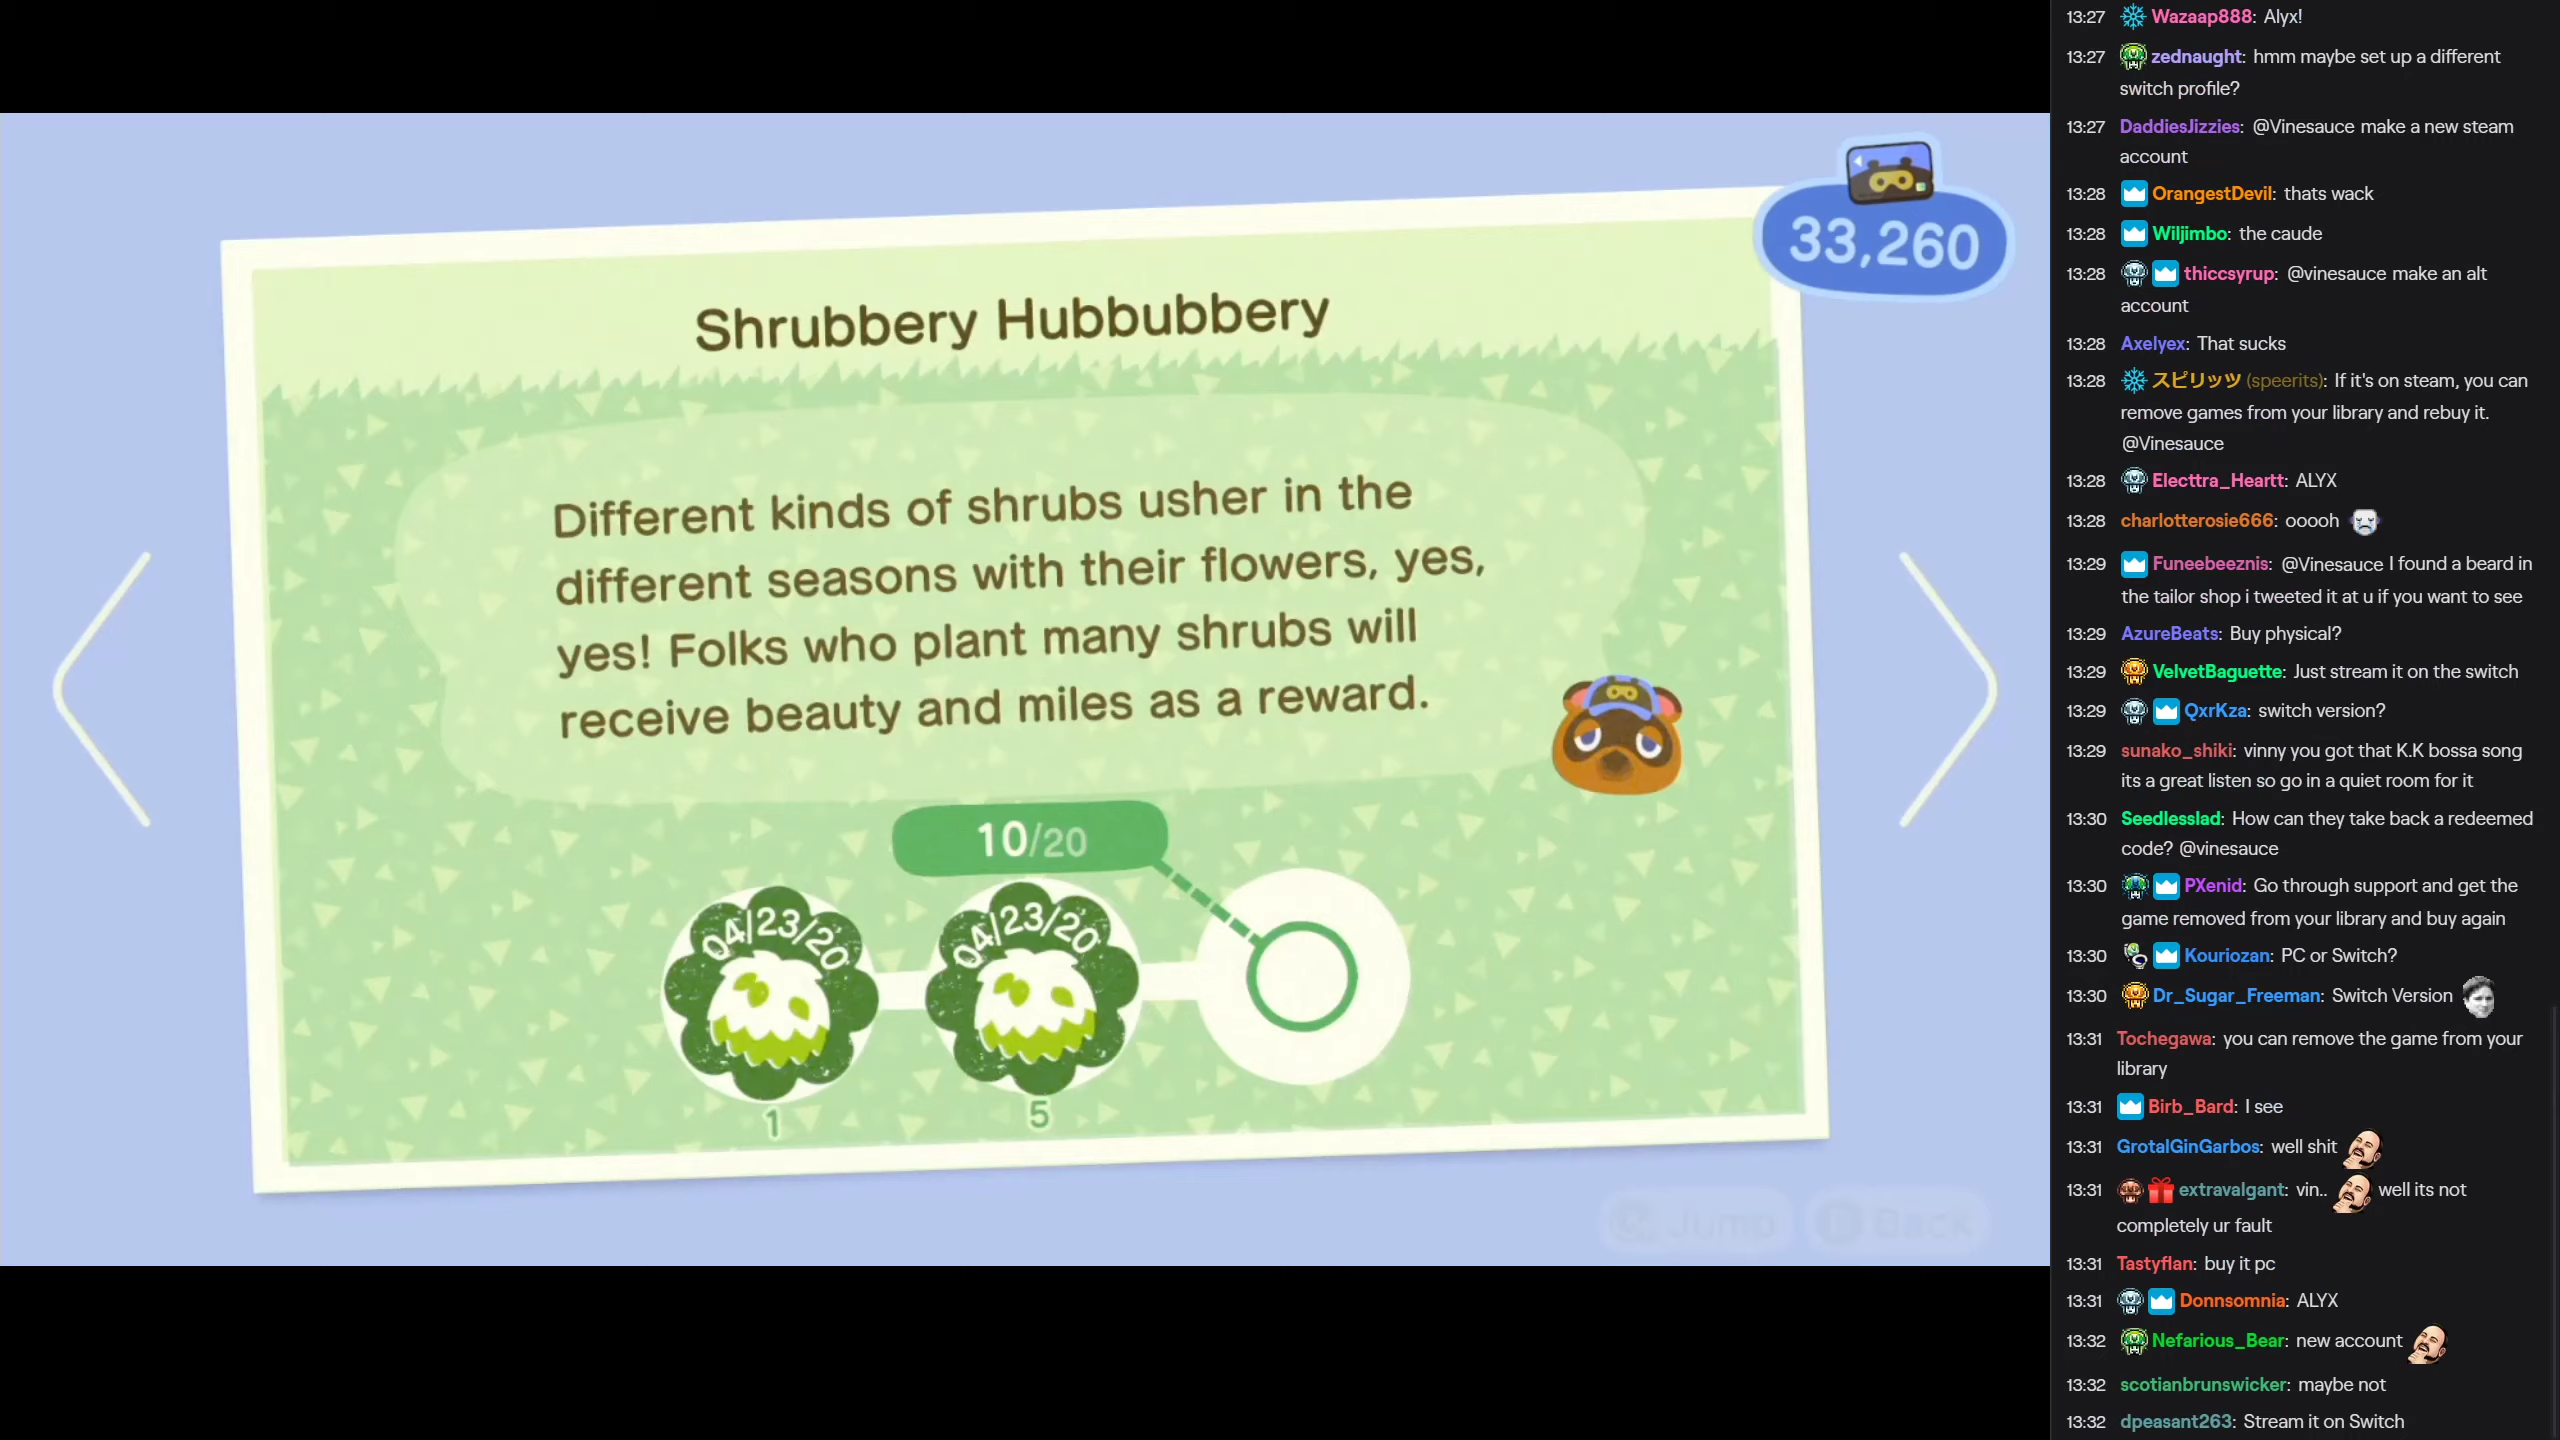 33,260
Shrubbery Hubbubbery
Different kinds of shrubs usher in the
different seasons with their flowers, yes,
yes! Folks who plant many shrubs will
receive beauty and miles as a reward.
10/20
04/23/20
04/23/20
1
5
Jump
Back
13:27 Wazaap888: Alyx!
13:27 zednaught: hmm maybe set up a different
switch profile?
13:27 DaddiesJizzies: @Vinesauce make a new steam
account
13:28 OrangestDevil: thats wack
13:28 Wiljimbo: the caude
13:28 thiccsyrup: @vinesauce make an alt
account
13:28 Axelyex: That sucks
13:28 スピリッツ (speerits): If it's on steam, you can
remove games from your library and rebuy it.
@Vinesauce
13:28 Electtra_Heartt: ALYX
13:28 charlotterosie666: ooooh
13:29 Funeebeeznis: @Vinesauce I found a beard in
the tailor shop i tweeted it at u if you want to see
13:29 AzureBeats: Buy physical?
13:29 VelvetBaguette: Just stream it on the switch
13:29 QxrKza: switch version?
13:29 sunako_shiki: vinny you got that K.K bossa song
its a great listen so go in a quiet room for it
13:30 Seedlesslad: How can they take back a redeemed
code? @vinesauce
13:30 PXenid: Go through support and get the
game removed from your library and buy again
13:30 Kouriozan: PC or Switch?
13:30 Dr_Sugar_Freeman: Switch Version
13:31 Tochegawa: you can remove the game from your
library
13:31 Birb_Bard: I see
13:31 GrotalGinGarbos: well shit
13:31 extravalgant: vin.. well its not
completely ur fault
13:31 Tastyflan: buy it pc
13:31 Donnsomnia: ALYX
13:32 Nefarious_Bear: new account
13:32 scotianbrunswicker: maybe not
13:32 dpeasant263: Stream it on Switch